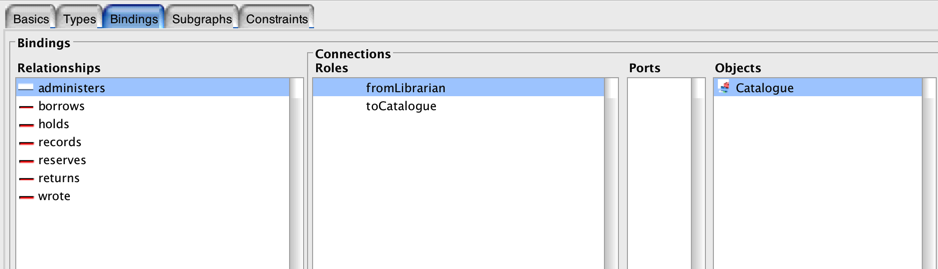 Basics Types Bindings Subgraphs Constraints
Bindings
Connections
Relationships Roles Ports Objects
administers fromLibrarian Catalogue
borrows toCatalogue
holds
records
reserves
returns
wrote